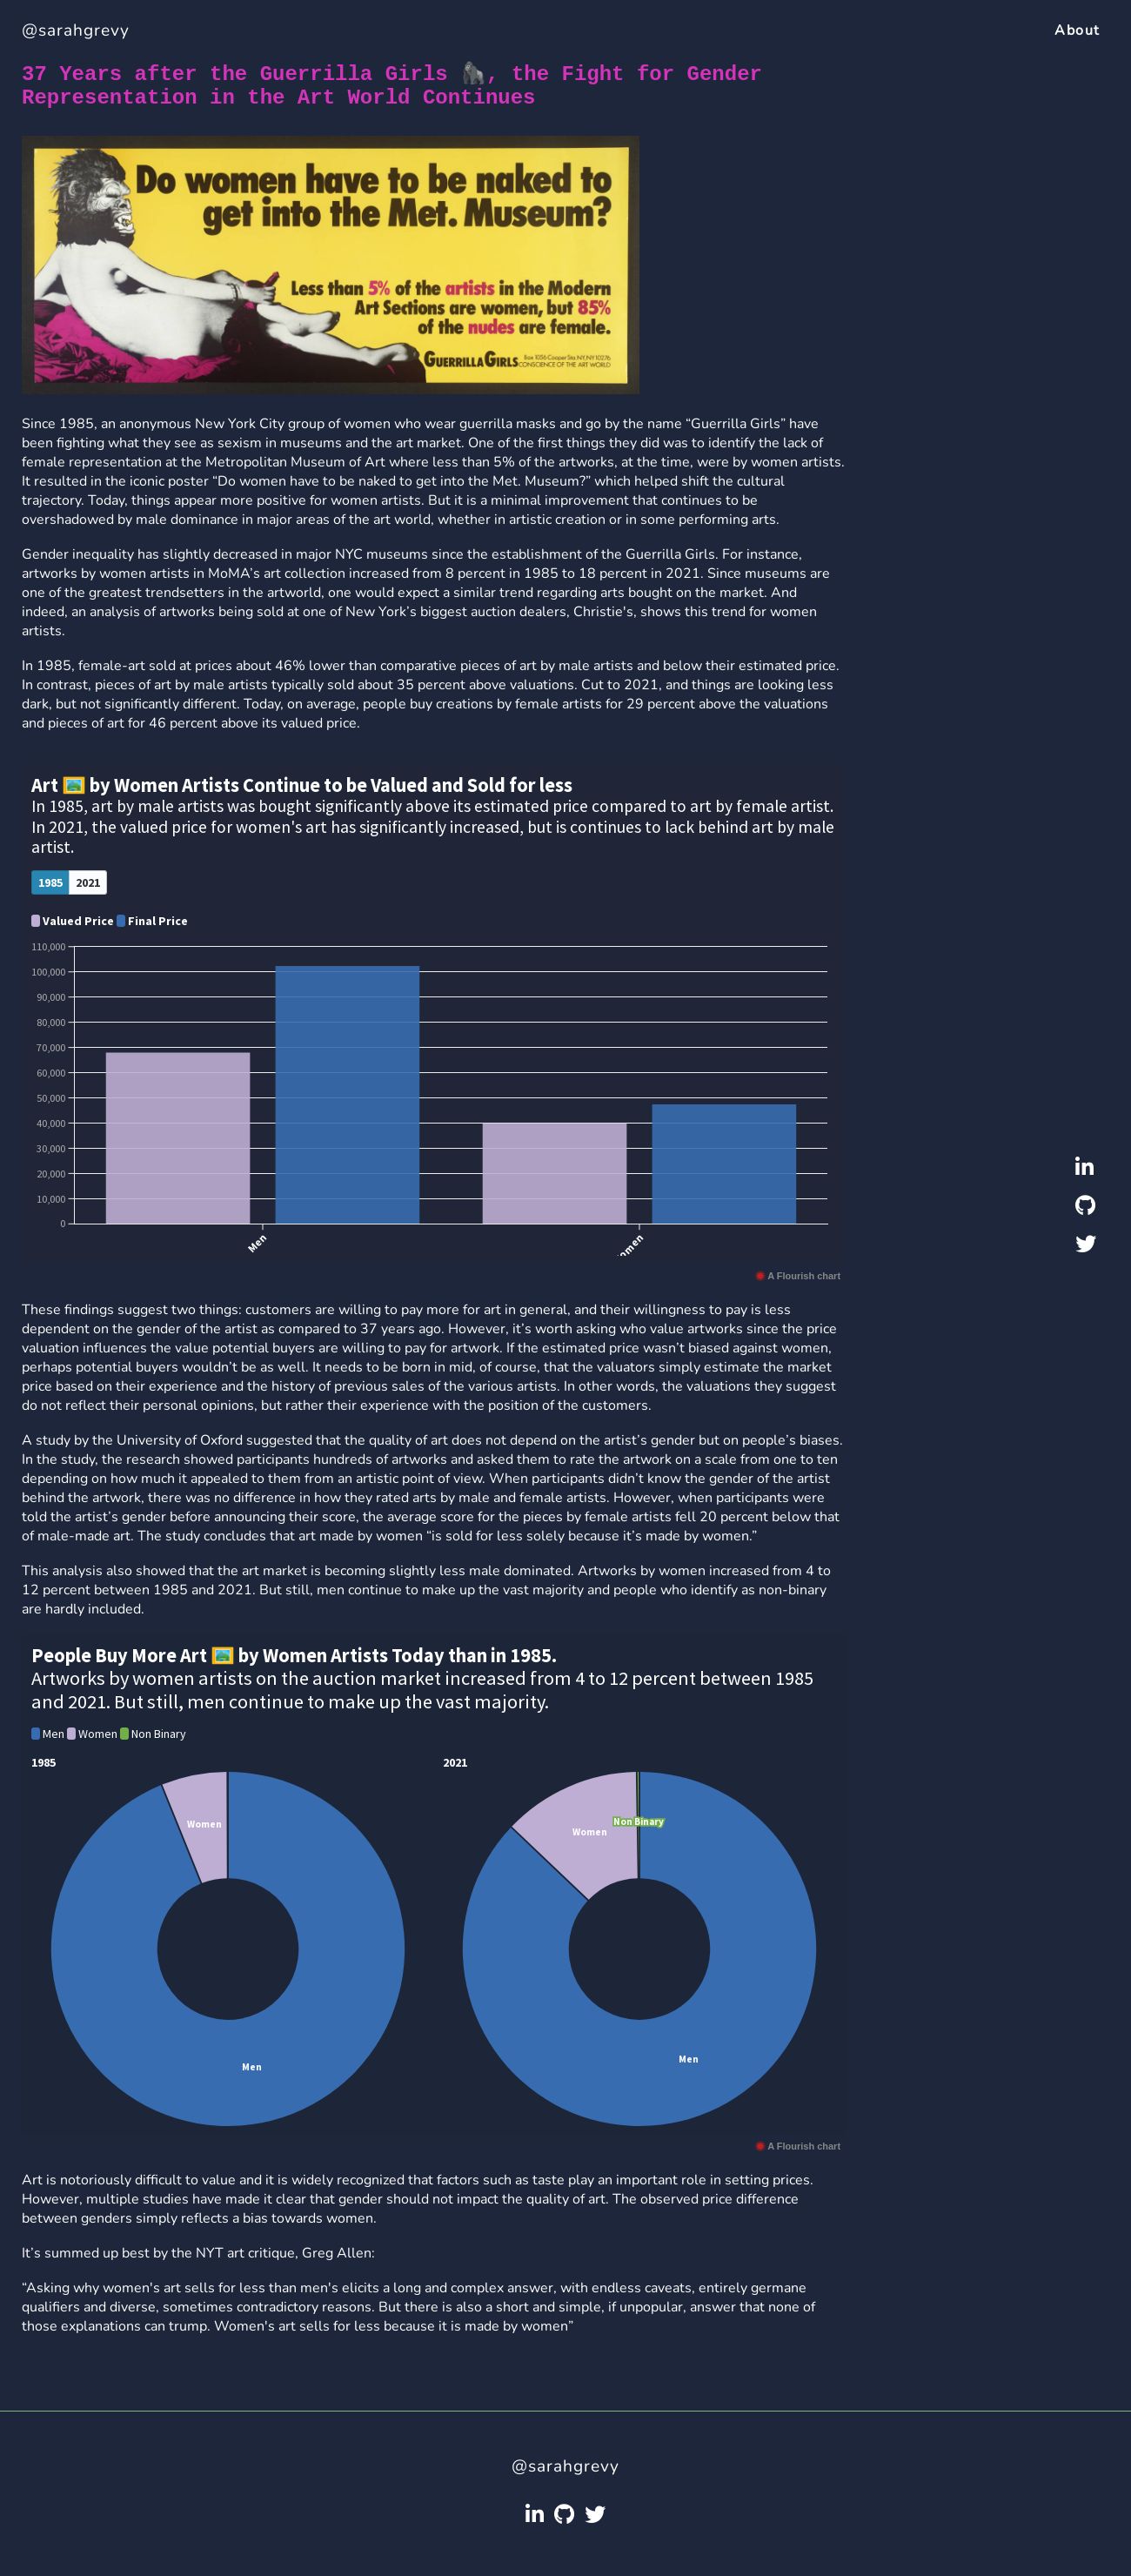 @sarahgrevy
About
37 Years after the Guerrilla Girls 🦍, the Fight for Gender
Representation in the Art World Continues
Do women have to be naked to
get into the Met. Museum?
Less than 5% of the artists in the Modern
Art Sections are women, but 85%
of the nudes are female.
GUERRILLA GIRLS
CONSCIENCE OF THE ART WORLD
Since 1985, an anonymous New York City group of women who wear guerrilla masks and go by the name “Guerrilla Girls” have
been fighting what they see as sexism in museums and the art market. One of the first things they did was to identify the lack of
female representation at the Metropolitan Museum of Art where less than 5% of the artworks, at the time, were by women artists.
It resulted in the iconic poster “Do women have to be naked to get into the Met. Museum?” which helped shift the cultural
trajectory. Today, things appear more positive for women artists. But it is a minimal improvement that continues to be
overshadowed by male dominance in major areas of the art world, whether in artistic creation or in some performing arts.
Gender inequality has slightly decreased in major NYC museums since the establishment of the Guerrilla Girls. For instance,
artworks by women artists in MoMA’s art collection increased from 8 percent in 1985 to 18 percent in 2021. Since museums are
one of the greatest trendsetters in the artworld, one would expect a similar trend regarding arts bought on the market. And
indeed, an analysis of artworks being sold at one of New York’s biggest auction dealers, Christie's, shows this trend for women
artists.
In 1985, female-art sold at prices about 46% lower than comparative pieces of art by male artists and below their estimated price.
In contrast, pieces of art by male artists typically sold about 35 percent above valuations. Cut to 2021, and things are looking less
dark, but not significantly different. Today, on average, people buy creations by female artists for 29 percent above the valuations
and pieces of art for 46 percent above its valued price.
Art 🖼️ by Women Artists Continue to be Valued and Sold for less
In 1985, art by male artists was bought significantly above its estimated price compared to art by female artist.
In 2021, the valued price for women's art has significantly increased, but is continues to lack behind art by male
artist.
1985 2021
Valued Price Final Price
110,000
100,000
90,000
80,000
70,000
60,000
50,000
40,000
30,000
20,000
10,000
0
Men
omen
A Flourish chart
These findings suggest two things: customers are willing to pay more for art in general, and their willingness to pay is less
dependent on the gender of the artist as compared to 37 years ago. However, it’s worth asking who value artworks since the price
valuation influences the value potential buyers are willing to pay for artwork. If the estimated price wasn’t biased against women,
perhaps potential buyers wouldn’t be as well. It needs to be born in mid, of course, that the valuators simply estimate the market
price based on their experience and the history of previous sales of the various artists. In other words, the valuations they suggest
do not reflect their personal opinions, but rather their experience with the position of the customers.
A study by the University of Oxford suggested that the quality of art does not depend on the artist’s gender but on people’s biases.
In the study, the research showed participants hundreds of artworks and asked them to rate the artwork on a scale from one to ten
depending on how much it appealed to them from an artistic point of view. When participants didn’t know the gender of the artist
behind the artwork, there was no difference in how they rated arts by male and female artists. However, when participants were
told the artist’s gender before announcing their score, the average score for the pieces by female artists fell 20 percent below that
of male-made art. The study concludes that art made by women “is sold for less solely because it’s made by women.”
This analysis also showed that the art market is becoming slightly less male dominated. Artworks by women increased from 4 to
12 percent between 1985 and 2021. But still, men continue to make up the vast majority and people who identify as non-binary
are hardly included.
People Buy More Art 🖼️ by Women Artists Today than in 1985.
Artworks by women artists on the auction market increased from 4 to 12 percent between 1985
and 2021. But still, men continue to make up the vast majority.
Men Women Non Binary
1985
2021
Women
Men
Women
Non Binary
Men
A Flourish chart
Art is notoriously difficult to value and it is widely recognized that factors such as taste play an important role in setting prices.
However, multiple studies have made it clear that gender should not impact the quality of art. The observed price difference
between genders simply reflects a bias towards women.
It’s summed up best by the NYT art critique, Greg Allen:
“Asking why women's art sells for less than men's elicits a long and complex answer, with endless caveats, entirely germane
qualifiers and diverse, sometimes contradictory reasons. But there is also a short and simple, if unpopular, answer that none of
those explanations can trump. Women's art sells for less because it is made by women”
@sarahgrevy